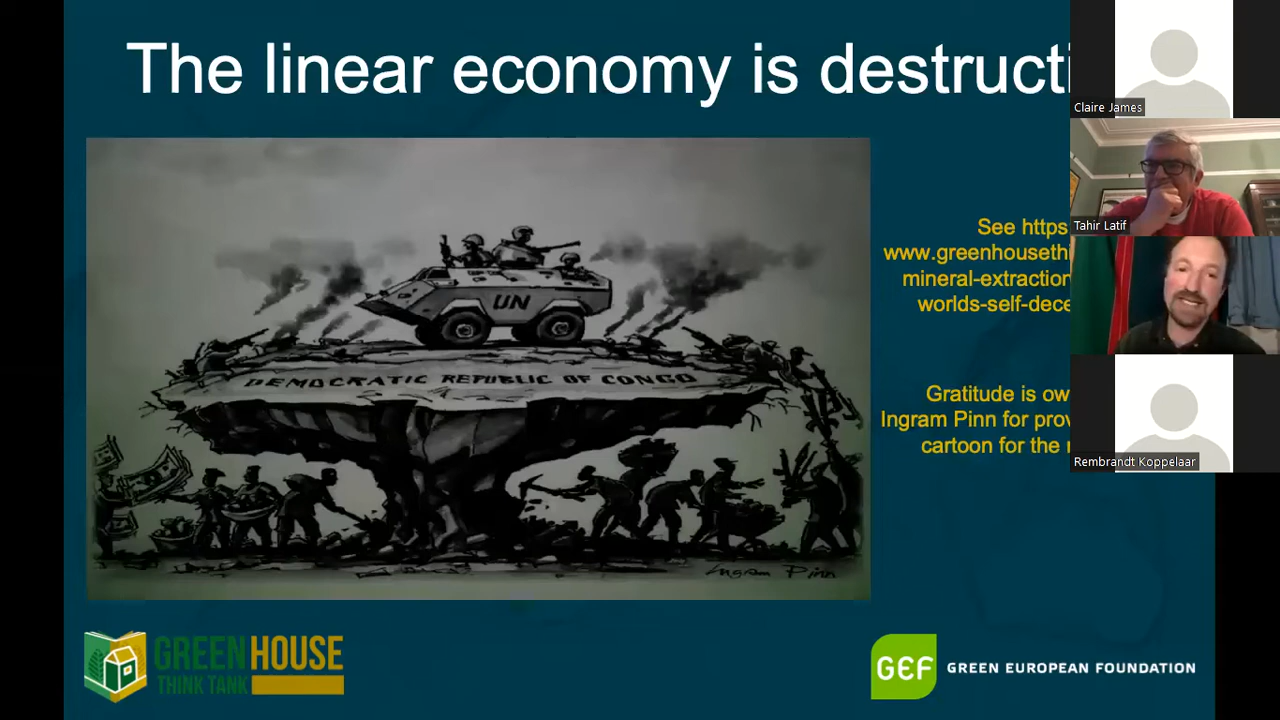 The linear economy is destructi
UN
DEMOCRATIC REPUBLIC OF CONGO
Ingram Pinn
See https
www.greenhousethi
mineral-extraction
worlds-self-dece
Gratitude is ow
Ingram Pinn for prov
cartoon for the
GREEN HOUSE
THINK TANK
GEF
GREEN EUROPEAN FOUNDATION
Claire James
Tahir Latif
Rembrandt Koppelaar